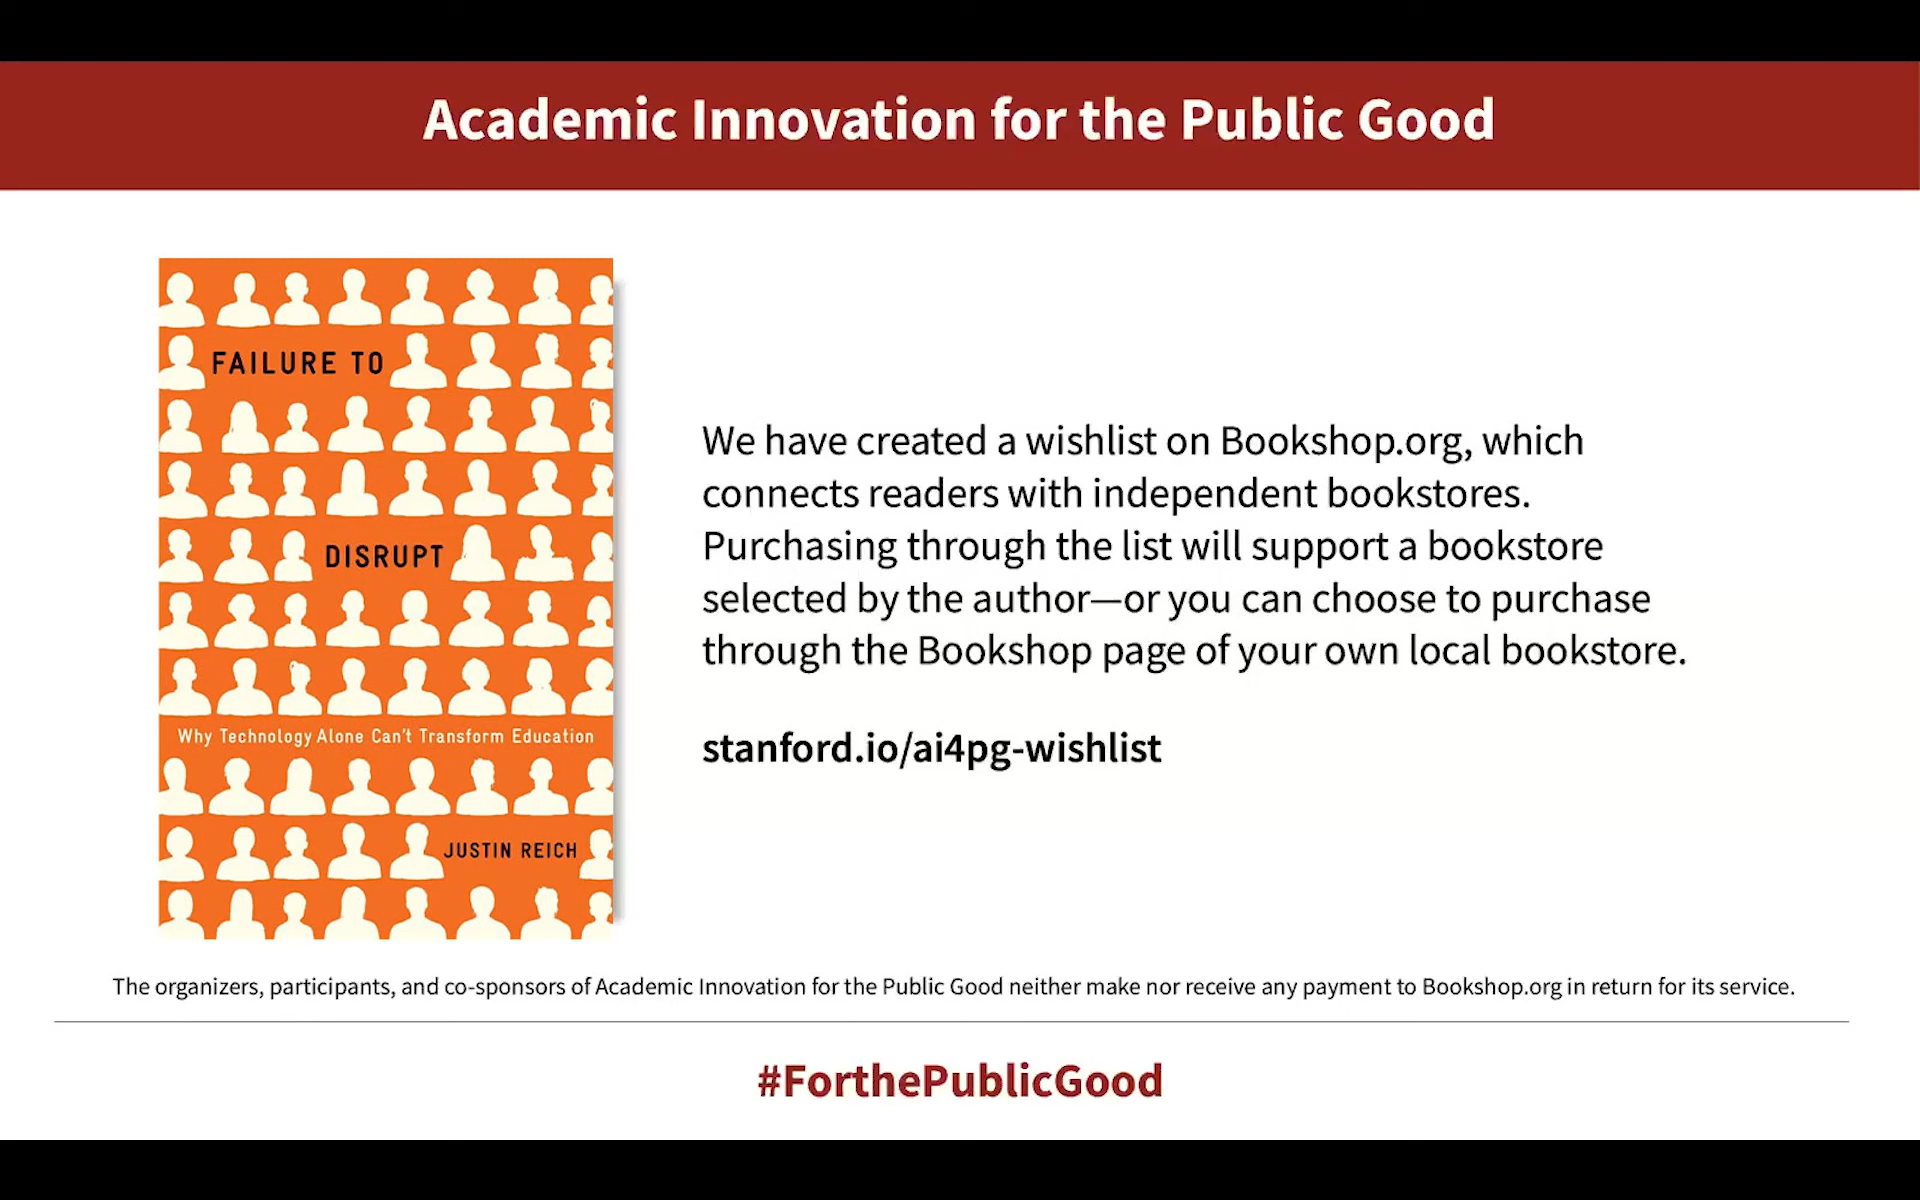 Academic Innovation for the Public Good
FAILURE TO
DISRUPT
Why Technology Alone Can't Transform Education
JUSTIN REICH
We have created a wishlist on Bookshop.org, which
connects readers with independent bookstores.
Purchasing through the list will support a bookstore
selected by the author—or you can choose to purchase
through the Bookshop page of your own local bookstore.
stanford.io/ai4pg-wishlist
The organizers, participants, and co-sponsors of Academic Innovation for the Public Good neither make nor receive any payment to Bookshop.org in return for its service.
#ForthePublicGood